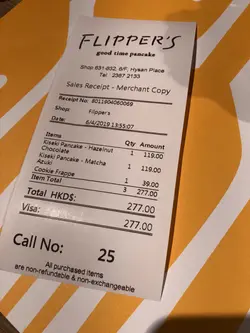 FLIPPER'S
good time pancake
Shop 631-632, 6/F, Hysan Place
Tel: 2387 2133
Sales Receipt - Merchant Copy
Receipt No: 8011904060069
Shop: Flipper's
Date: 6/4/2019 13:55:07
Items Qty Amount
Kiseki Pancake - Hazelnut 1 119.00
Chocolate
Kiseki Pancake - Matcha 1 119.00
Azuki
Cookie Frappe 1 39.00
Item Total 3 277.00
Total HKD$: 277.00
Visa: 277.00
Call No: 25
All purchased items
are non-refundable & non-exchangeable